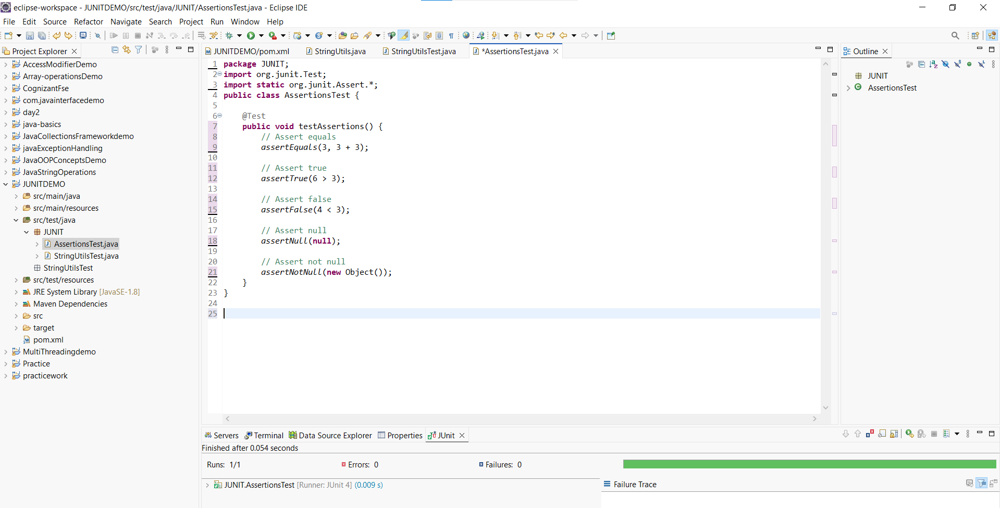 eclipse-workspace - JUNITDEMO/src/test/java/JUNIT/AssertionsTest.java - Eclipse IDE
File Edit Source Refactor Navigate Search Project Run Window Help
Project Explorer
AccessModifierDemo
Array-operationsDemo
CognizantFse
com.javainterfacedemo
day2
java-basics
JavaCollectionsFrameworkdemo
javaExceptionHandling
JavaOOPConceptsDemo
JavaStringOperations
JUNITDEMO
src/main/java
src/main/resources
src/test/java
JUNIT
AssertionsTest.java
StringUtilsTest.java
StringUtilsTest
src/test/resources
JRE System Library [JavaSE-1.8]
Maven Dependencies
src
target
pom.xml
MultiThreadingdemo
Practice
practicework
JUNITDEMO/pom.xml StringUtils.java StringUtilsTest.java *AssertionsTest.java
1 package JUNIT;
2 import org.junit.Test;
3 import static org.junit.Assert.*;
4 public class AssertionsTest {
5
6 @Test
7 public void testAssertions() {
8 // Assert equals
9 assertEquals(3, 3 + 3);
10
11 // Assert true
12 assertTrue(6 > 3);
13
14 // Assert false
15 assertFalse(4 < 3);
16
17 // Assert null
18 assertNull(null);
19
20 // Assert not null
21 assertNotNull(new Object());
22 }
23 }
24
25
Outline
JUNIT
AssertionsTest
Servers Terminal Data Source Explorer Properties JUnit
Finished after 0.054 seconds
Runs: 1/1 Errors: 0 Failures: 0
JUNIT.AssertionsTest [Runner: JUnit 4] (0.009 s)
Failure Trace